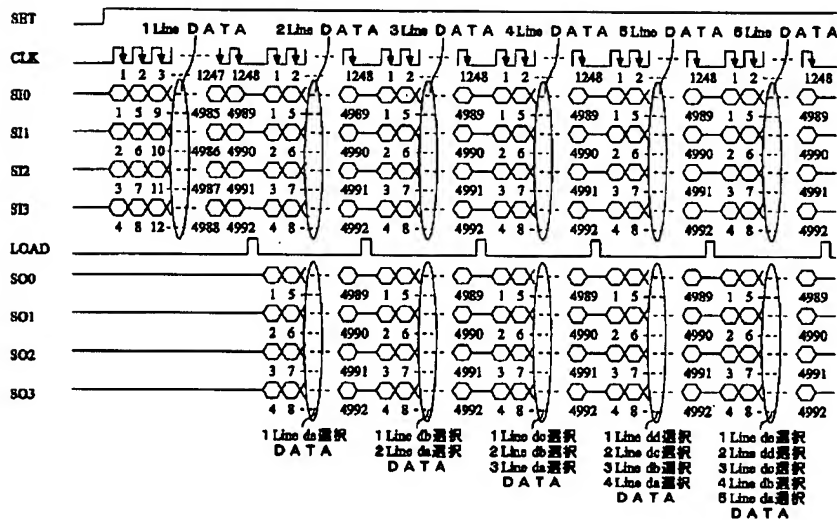 SET
1 Line DATA 2 Line DATA 3 Line DATA 4 Line DATA 5 Line DATA 6 Line DATA
CLK
1 2 3 - - 1247 1248 1 2 - - 1248 1 2 - - 1248 1 2 - - 1248 1 2 - - 1248 1 2 - - 1248
SI0
1 5 9 - - 4985 4989 1 5 - - 4989 1 5 - - 4989 1 5 - - 4989 1 5 - - 4989 1 5 - - 4989
SI1
2 6 10 - - 4986 4990 2 6 - - 4990 2 6 - - 4990 2 6 - - 4990 2 6 - - 4990 2 6 - - 4990
SI2
3 7 11 - - 4987 4991 3 7 - - 4991 3 7 - - 4991 3 7 - - 4991 3 7 - - 4991 3 7 - - 4991
SI3
4 8 12 - - 4988 4992 4 8 - - 4992 4 8 - - 4992 4 8 - - 4992 4 8 - - 4992 4 8 - - 4992
LOAD
SO0
1 5 - - 4989 1 5 - - 4989 1 5 - - 4989 1 5 - - 4989 1 5 - - 4989
SO1
2 6 - - 4990 2 6 - - 4990 2 6 - - 4990 2 6 - - 4990 2 6 - - 4990
SO2
3 7 - - 4991 3 7 - - 4991 3 7 - - 4991 3 7 - - 4991 3 7 - - 4991
SO3
4 8 - - 4992 4 8 - - 4992 4 8 - - 4992 4 8 - - 4992 4 8 - - 4992
1 Line da選択
DATA
1 Line db選択
2 Line da選択
DATA
1 Line dc選択
2 Line db選択
3 Line da選択
DATA
1 Line dd選択
2 Line dc選択
3 Line db選択
4 Line da選択
DATA
1 Line de選択
2 Line dd選択
3 Line dc選択
4 Line db選択
5 Line da選択
DATA